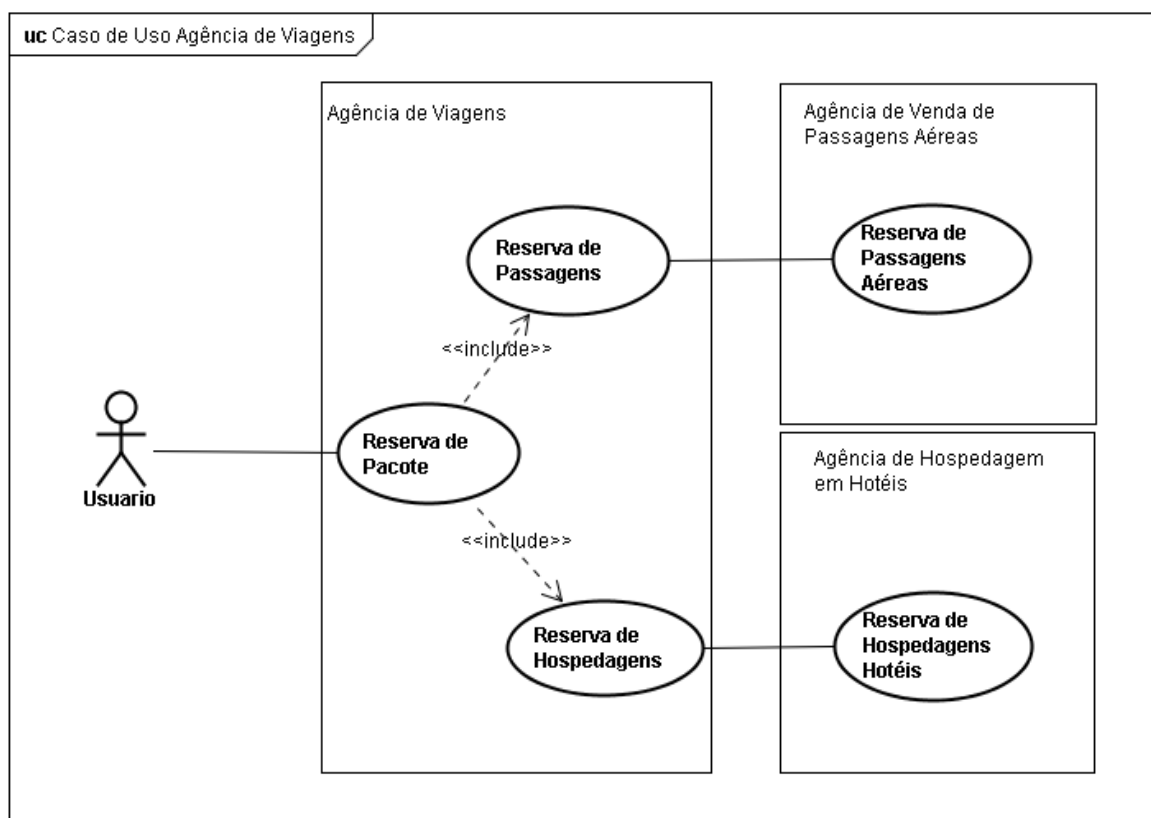 uc Caso de Uso Agência de Viagens
Agência de Viagens
Agência de Venda de
Passagens Aéreas
Reserva de
Passagens
Reserva de
Passagens
Aéreas
<<include>>
Usuario
Reserva de
Pacote
<<include>>
Agência de Hospedagem
em Hotéis
Reserva de
Hospedagens
Reserva de
Hospedagens
Hotéis